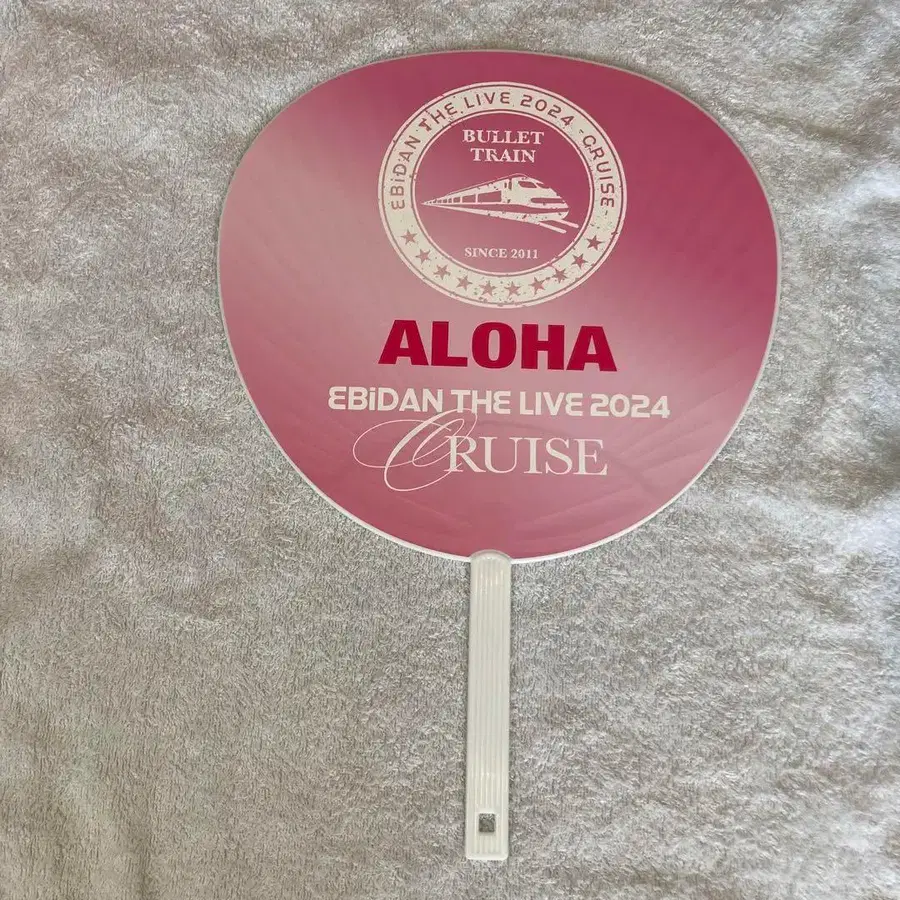 EBiDAN THE LIVE 2024 -CRUISE-
BULLET
TRAIN
SINCE 2011
ALOHA
EBiDAN THE LIVE 2024
CRUISE